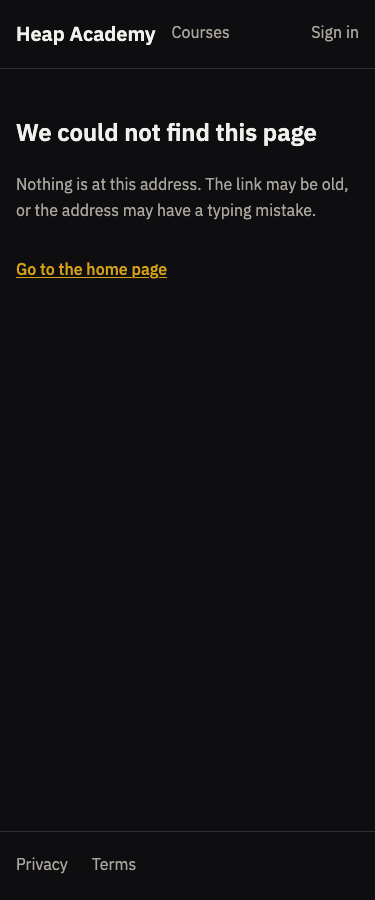 Heap Academy Courses Sign in
We could not find this page
Nothing is at this address. The link may be old,
or the address may have a typing mistake.
Go to the home page
Privacy Terms